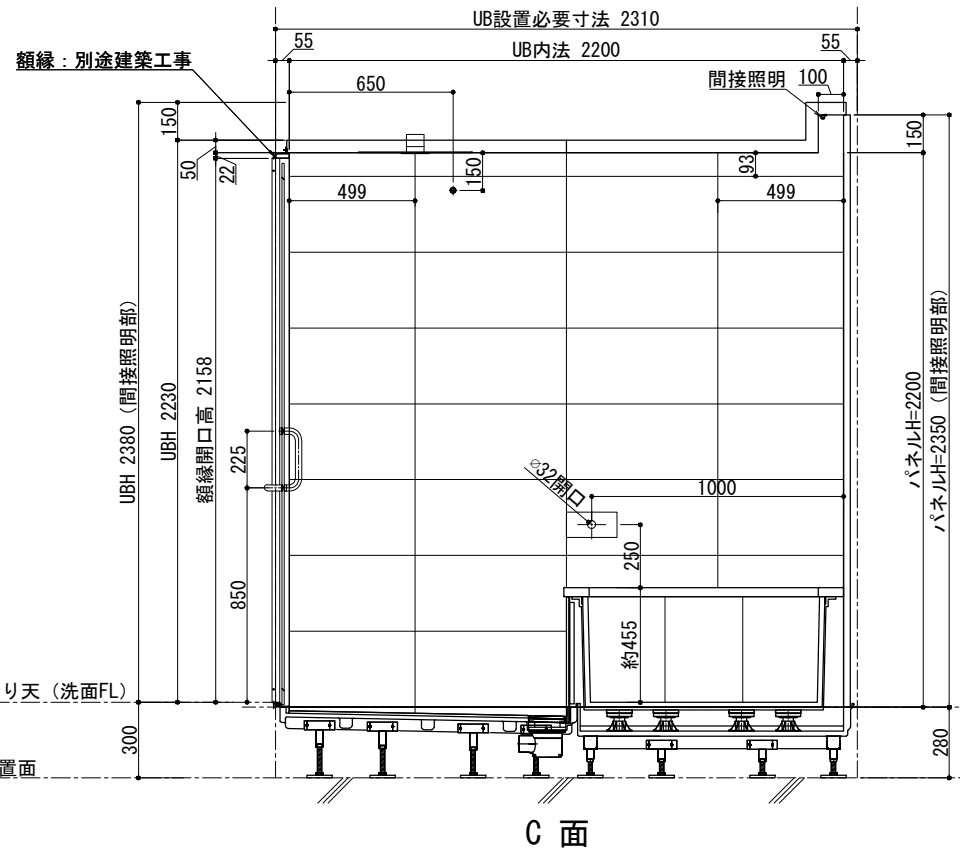 UB設置必要寸法 2310
55
UB内法 2200
55
額縁：別途建築工事
650
間接照明
100
150
50
22
150
93
150
499
499
UBH 2380（間接照明部）
UBH 2230
額縁開口高 2158
225
850
300
⌀32開口
1000
250
約455
パネルH=2200
パネルH=2350（間接照明部）
280
り天（洗面FL）
置面
C 面